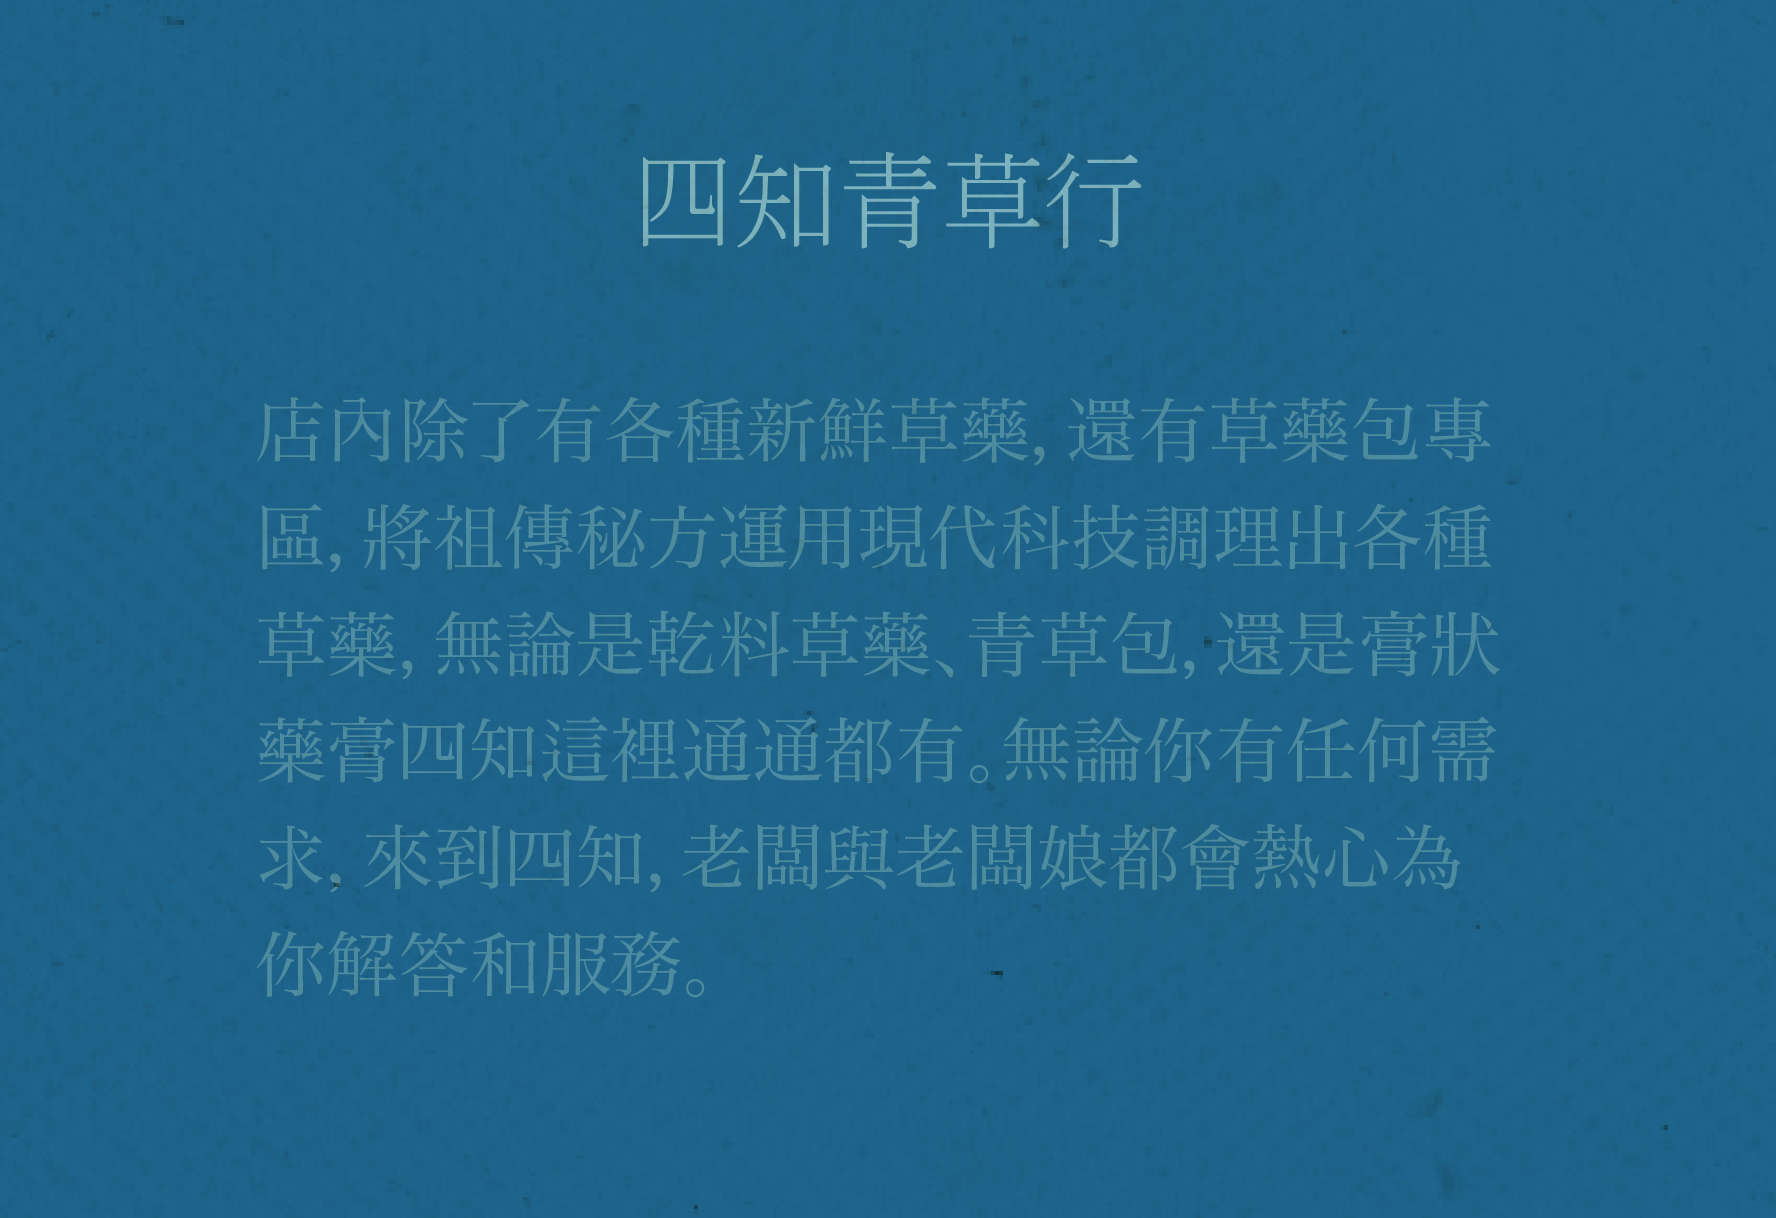 四知青草行
店內除了有各種新鮮草藥，還有草藥包專
區，將祖傳秘方運用現代科技調理出各種
草藥，無論是乾料草藥、青草包，還是膏狀
藥膏四知這裡通通都有。無論你有任何需
求，來到四知，老闆與老闆娘都會熱心為
你解答和服務。